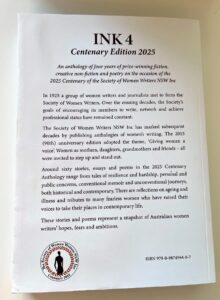 INK 4
Centenary Edition 2025
An anthology of four years of prize-winning fiction,
creative non-fiction and poetry on the occasion of the
2025 Centenary of the Society of Women Writers NSW Inc
In 1925 a group of women writers and journalists met to form the
Society of Women Writers. Over the ensuing decades, the Society's
goals of encouraging its members to write, network and achieve
professional status have remained constant.
The Society of Women Writers NSW Inc has marked subsequent
decades by publishing anthologies of women's writing. The 2015
(90th) anniversary edition adopted the theme, 'Giving women a
voice'. Women as mothers, daughters, grandmothers and friends – all
were invited to step up and stand out.
Around sixty stories, essays and poems in the 2025 Centenary
Anthology range from tales of resilience and hardship, personal and
public concerns, conventional memoir and unconventional journeys,
both historical and contemporary. There are reflections on ageing and
illness and tributes to many fearless women who have raised their
voices to take their places in contemporary life.
These stories and poems represent a snapshot of Australian women
writers' hopes, fears and ambitions.